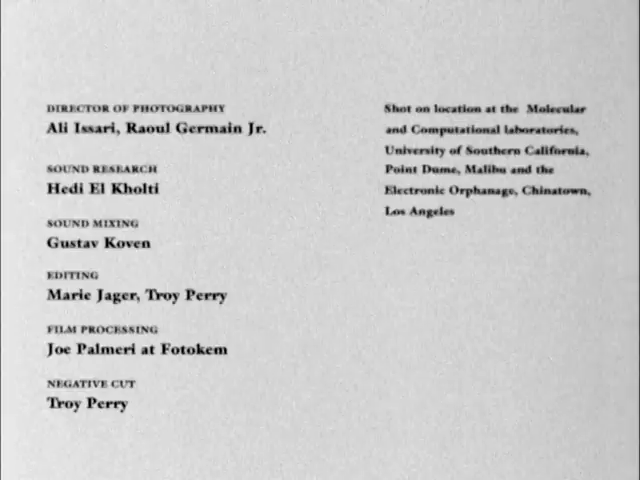 DIRECTOR OF PHOTOGRAPHY
Ali Issari, Raoul Germain Jr.
SOUND RESEARCH
Hedi El Kholti
SOUND MIXING
Gustav Koven
EDITING
Marie Jager, Troy Perry
FILM PROCESSING
Joe Palmeri at Fotokem
NEGATIVE CUT
Troy Perry
Shot on location at the Molecular
and Computational laboratories,
University of Southern California,
Point Dume, Malibu and the
Electronic Orphanage, Chinatown,
Los Angeles